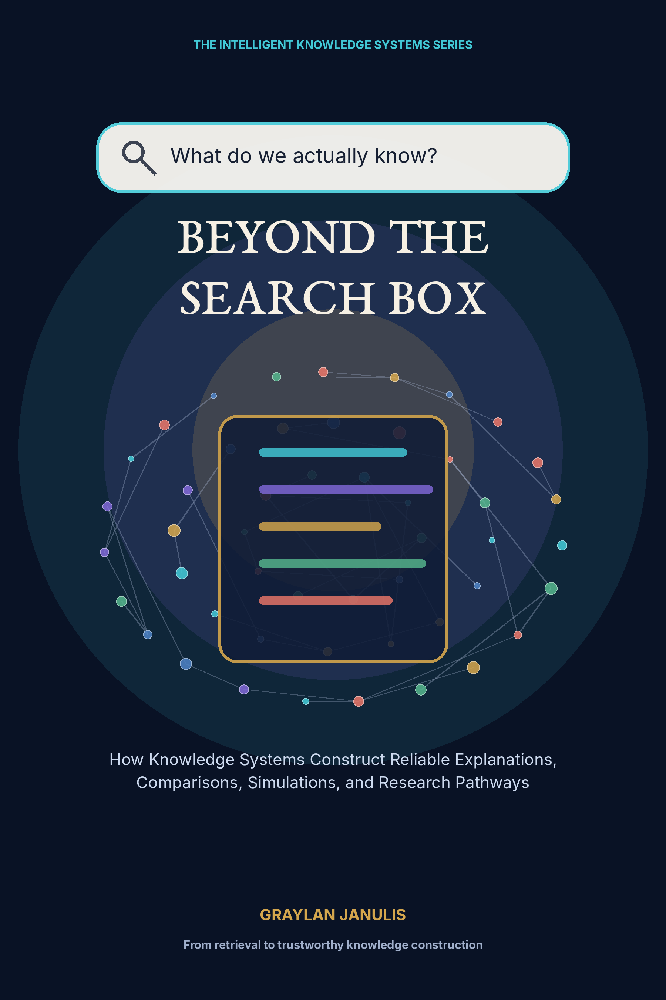 THE INTELLIGENT KNOWLEDGE SYSTEMS SERIES
What do we actually know?
BEYOND THE
SEARCH BOX
How Knowledge Systems Construct Reliable Explanations,
Comparisons, Simulations, and Research Pathways
GRAYLAN JANULIS
From retrieval to trustworthy knowledge construction